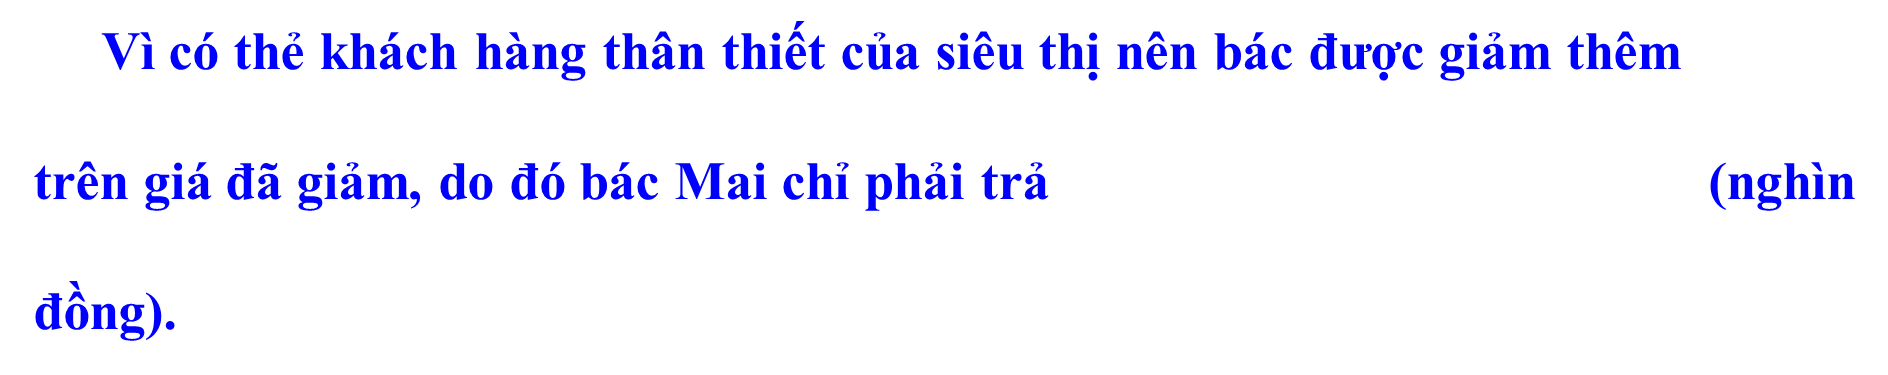 Vì có thẻ khách hàng thân thiết của siêu thị nên bác được giảm thêm
trên giá đã giảm, do đó bác Mai chỉ phải trả (nghìn
đồng).